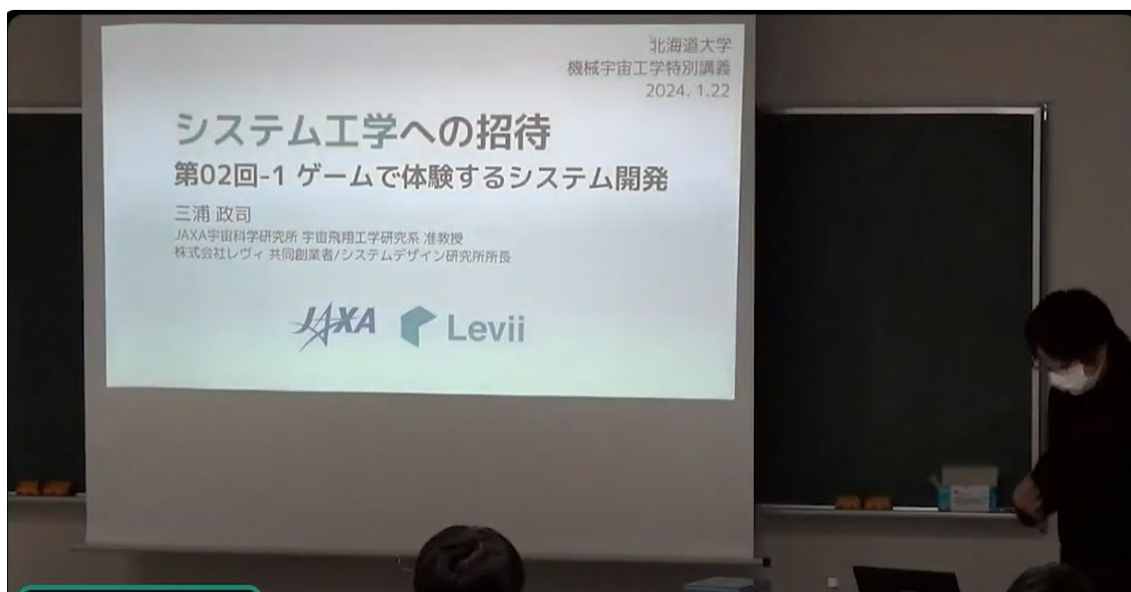 北海道大学
機械宇宙工学特別講義
2024. 1.22
システム工学への招待
第02回-1 ゲームで体験するシステム開発
三浦 政司
JAXA宇宙科学研究所 宇宙飛翔工学研究系 准教授
株式会社レヴィ 共同創業者/システムデザイン研究所所長
JAXA Levii